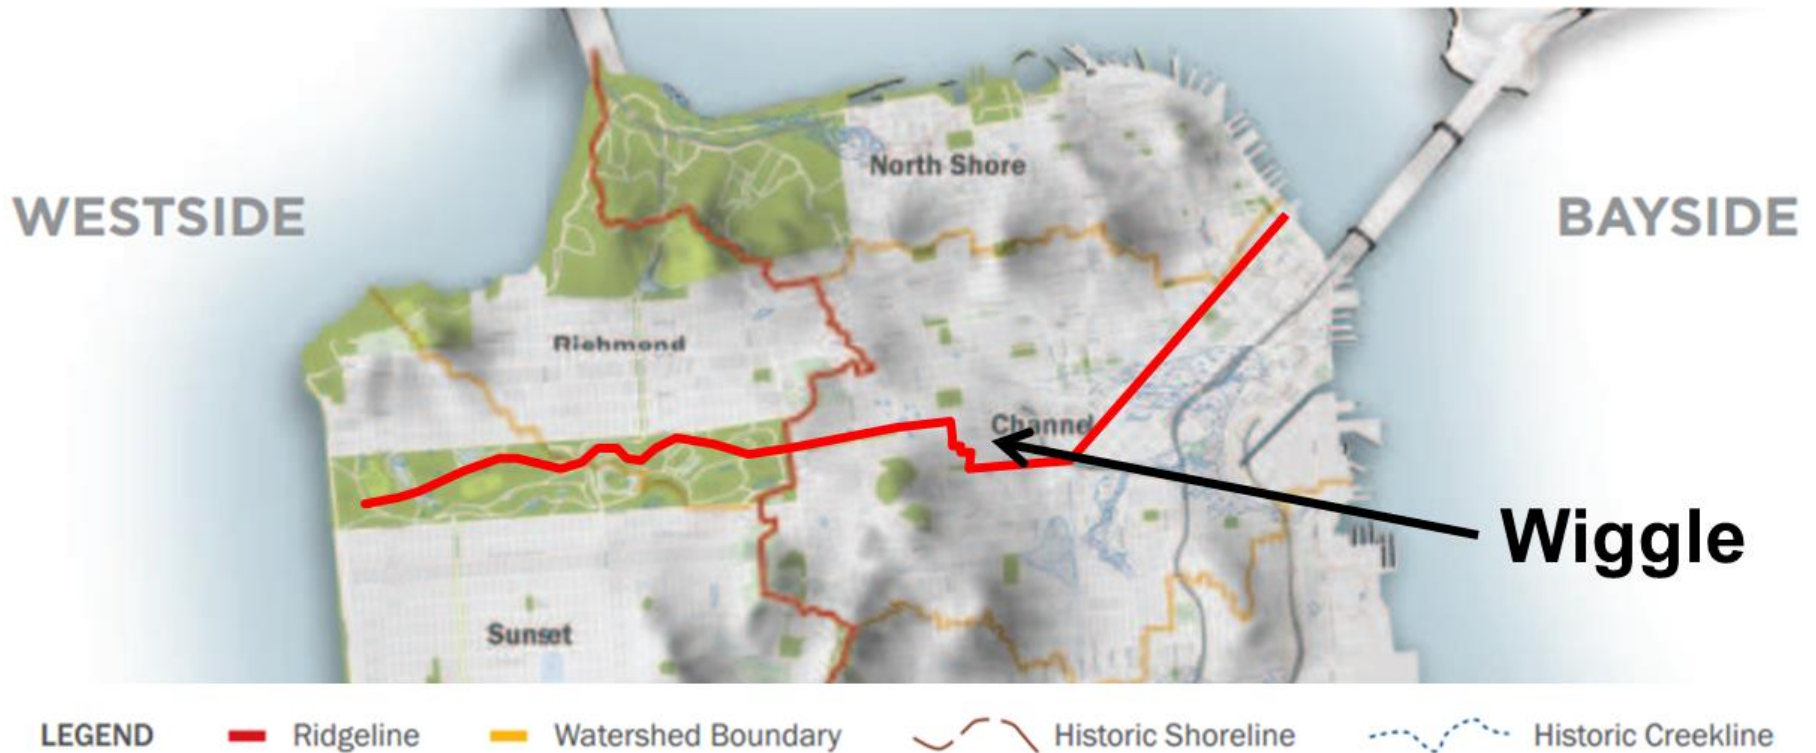 North Shore
WESTSIDE
BAYSIDE
Richmond
Channel
Wiggle
Sunset
LEGEND Ridgeline Watershed Boundary Historic Shoreline Historic Creekline